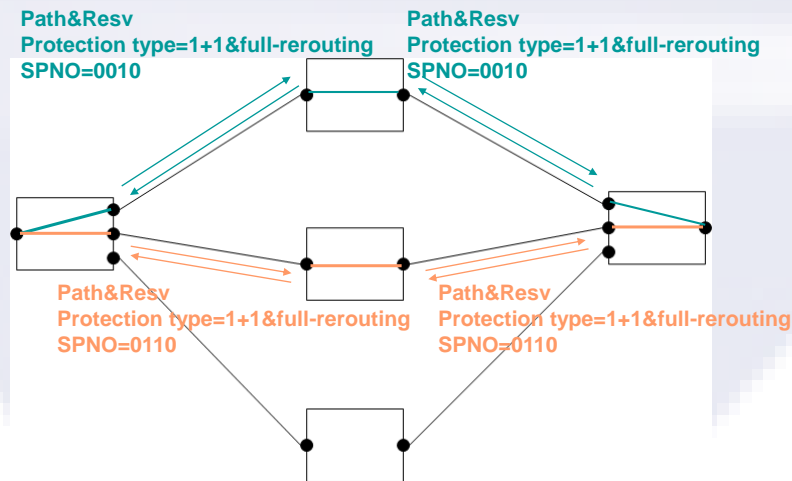 Path&Resv
Protection type=1+1&full-rerouting
SPNO=0010
Path&Resv
Protection type=1+1&full-rerouting
SPNO=0010
Path&Resv
Protection type=1+1&full-rerouting
SPNO=0110
Path&Resv
Protection type=1+1&full-rerouting
SPNO=0110